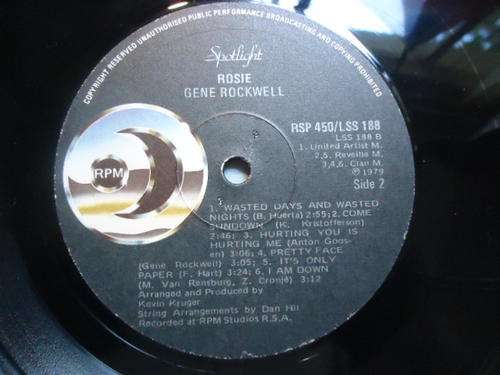 COPYRIGHT RESERVED UNAUTHORISED PUBLIC PERFORMANCE BROADCASTING AND COPYING PROHIBITED
Spotlight
ROSIE
GENE ROCKWELL
RPM
RSP 450/LSS 188
LSS 188 B
1. United Artist M.
2,5. Reveille M.
3,4,6. Clan M.
℗ 1979
Side 2
1. WASTED DAYS AND WASTED
NIGHTS (B. Huerla) 2:55; 2. COME
SUNDOWN (K. Kristofferson)
2:46; 3. HURTING YOU IS
HURTING ME (Anton Goos-
en) 3:06; 4. PRETTY FACE
(Gene Rockwell) 3:05; 5. IT'S ONLY
PAPER (F. Hart) 3:24; 6. I AM DOWN
(M. Van Rensburg, Z. Cronjé) 3:12
Arranged and Produced by
Kevin Kruger
String Arrangements by Dan Hill
Recorded at RPM Studios R.S.A.